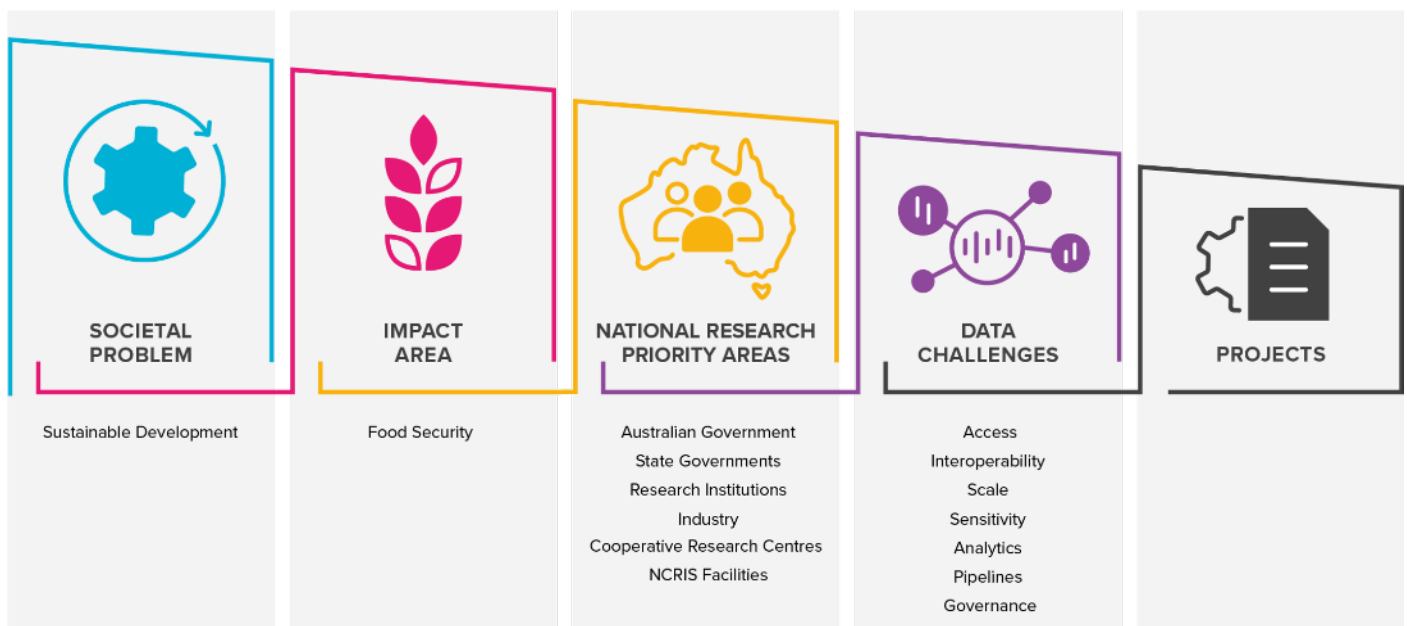 SOCIETAL
PROBLEM
Sustainable Development
IMPACT
AREA
Food Security
NATIONAL RESEARCH
PRIORITY AREAS
Australian Government
State Governments
Research Institutions
Industry
Cooperative Research Centres
NCRIS Facilities
DATA
CHALLENGES
Access
Interoperability
Scale
Sensitivity
Analytics
Pipelines
Governance
PROJECTS